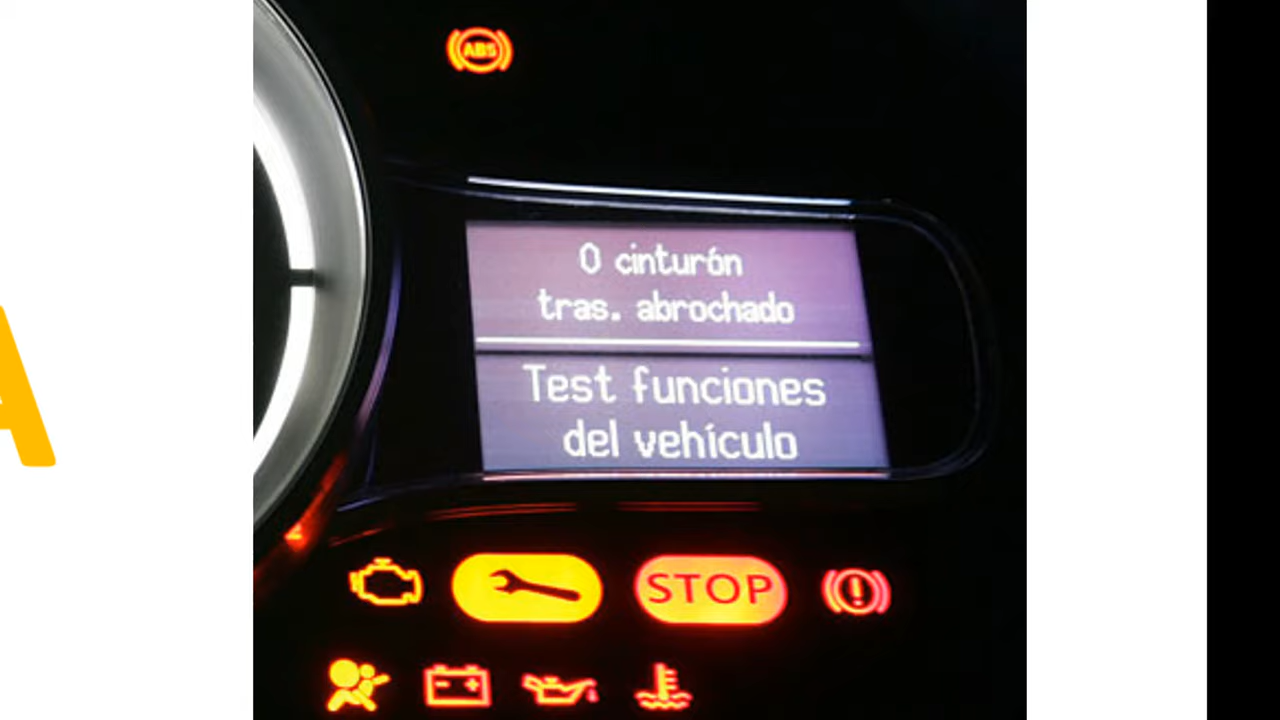 A
ABS
0 cinturón
tras. abrochado
Test funciones
del vehículo
STOP